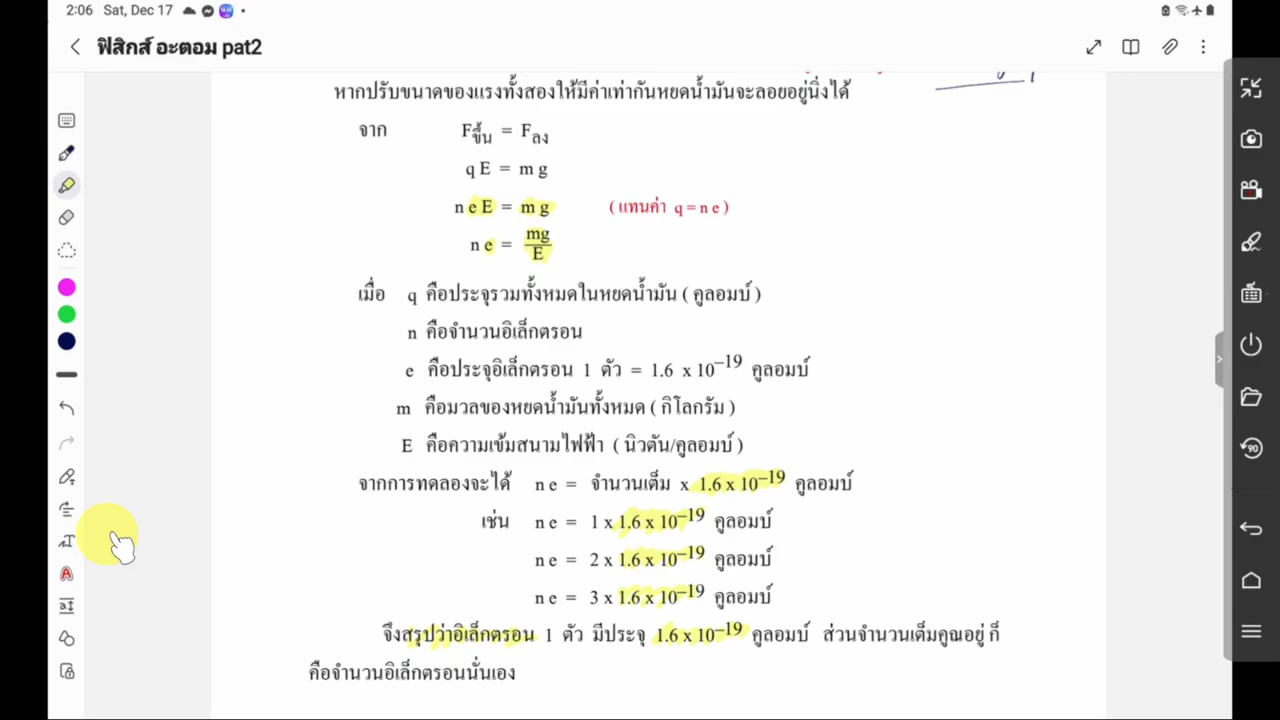 2:06 Sat, Dec 17
ฟิสิกส์ อะตอม pat2
หากปรับขนาดของแรงทั้งสองให้มีค่าเท่ากันหยดน้ำมันจะลอยอยู่นิ่งได้
จาก Fขึ้น = Fลง
q E = m g
n e E = m g ( แทนค่า q = n e )
n e = mg/E
เมื่อ q คือประจุรวมทั้งหมดในหยดน้ำมัน ( คูลอมบ์ )
n คือจำนวนอิเล็กตรอน
e คือประจุอิเล็กตรอน 1 ตัว = 1.6 x 10⁻¹⁹ คูลอมบ์
m คือมวลของหยดน้ำมันทั้งหมด ( กิโลกรัม )
E คือความเข้มสนามไฟฟ้า ( นิวตัน/คูลอมบ์ )
จากการทดลองจะได้ n e = จำนวนเต็ม x 1.6 x 10⁻¹⁹ คูลอมบ์
เช่น n e = 1 x 1.6 x 10⁻¹⁹ คูลอมบ์
n e = 2 x 1.6 x 10⁻¹⁹ คูลอมบ์
n e = 3 x 1.6 x 10⁻¹⁹ คูลอมบ์
จึงสรุปว่าอิเล็กตรอน 1 ตัว มีประจุ 1.6 x 10⁻¹⁹ คูลอมบ์ ส่วนจำนวนเต็มคูณอยู่ ก็
คือจำนวนอิเล็กตรอนนั่นเอง